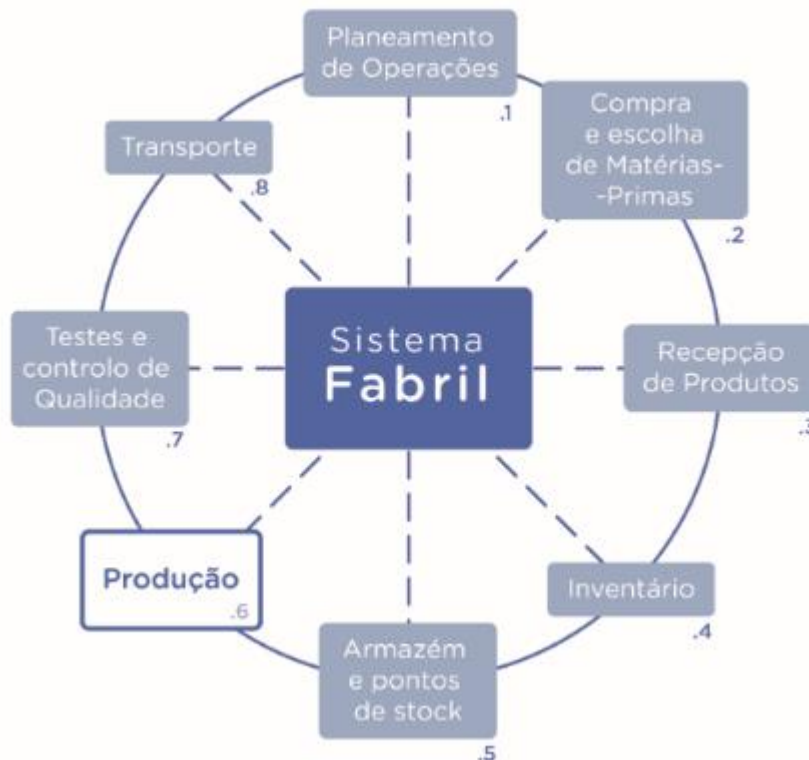 Planeamento
de Operações
.1
Compra
e escolha
de Matérias-
-Primas
.2
Recepção
de Produtos
.3
Inventário
.4
Armazém
e pontos
de stock
.5
Produção
.6
Testes e
controlo de
Qualidade
.7
Transporte
.8
Sistema
Fabril